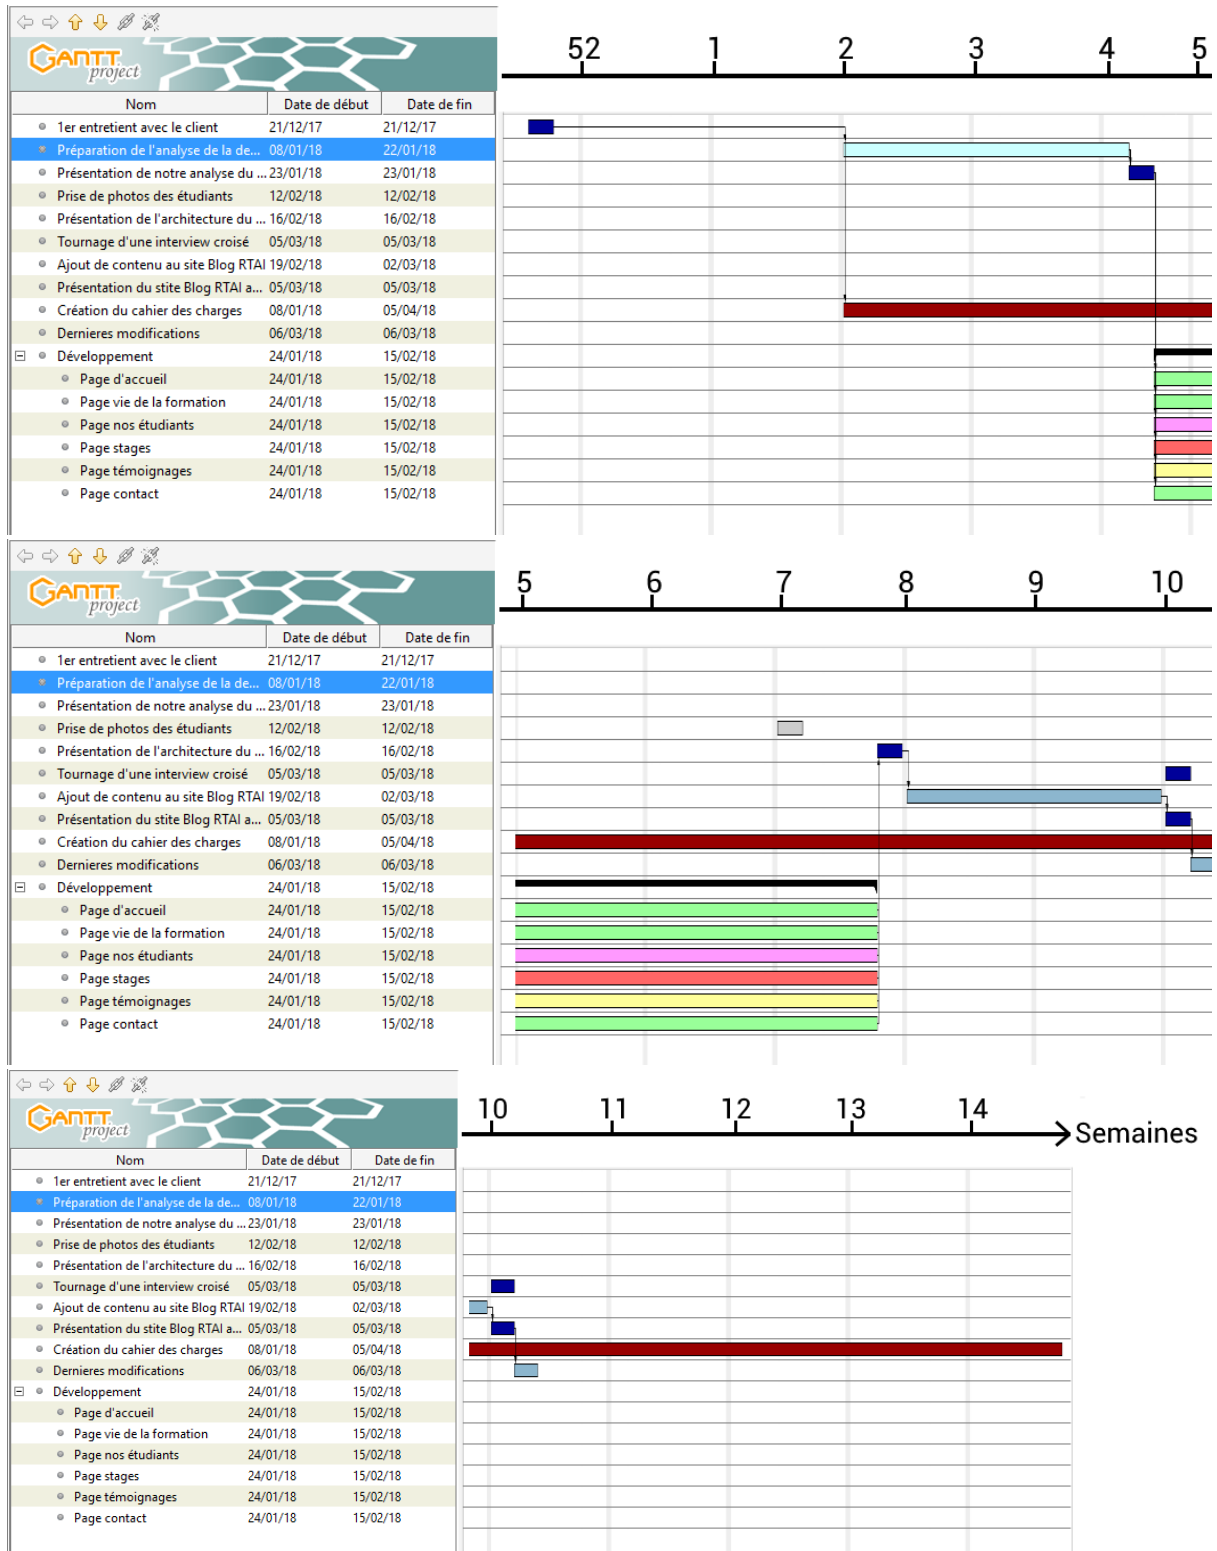 52 1 2 3 4 5
GANTT
project
Nom Date de début Date de fin
1er entretient avec le client 21/12/17 21/12/17
Préparation de l'analyse de la de... 08/01/18 22/01/18
Présentation de notre analyse du ... 23/01/18 23/01/18
Prise de photos des étudiants 12/02/18 12/02/18
Présentation de l'architecture du ... 16/02/18 16/02/18
Tournage d'une interview croisé 05/03/18 05/03/18
Ajout de contenu au site Blog RTAI 19/02/18 02/03/18
Présentation du stite Blog RTAI a... 05/03/18 05/03/18
Création du cahier des charges 08/01/18 05/04/18
Dernieres modifications 06/03/18 06/03/18
Développement 24/01/18 15/02/18
Page d'accueil 24/01/18 15/02/18
Page vie de la formation 24/01/18 15/02/18
Page nos étudiants 24/01/18 15/02/18
Page stages 24/01/18 15/02/18
Page témoignages 24/01/18 15/02/18
Page contact 24/01/18 15/02/18
5 6 7 8 9 10
GANTT
project
Nom Date de début Date de fin
1er entretient avec le client 21/12/17 21/12/17
Préparation de l'analyse de la de... 08/01/18 22/01/18
Présentation de notre analyse du ... 23/01/18 23/01/18
Prise de photos des étudiants 12/02/18 12/02/18
Présentation de l'architecture du ... 16/02/18 16/02/18
Tournage d'une interview croisé 05/03/18 05/03/18
Ajout de contenu au site Blog RTAI 19/02/18 02/03/18
Présentation du stite Blog RTAI a... 05/03/18 05/03/18
Création du cahier des charges 08/01/18 05/04/18
Dernieres modifications 06/03/18 06/03/18
Développement 24/01/18 15/02/18
Page d'accueil 24/01/18 15/02/18
Page vie de la formation 24/01/18 15/02/18
Page nos étudiants 24/01/18 15/02/18
Page stages 24/01/18 15/02/18
Page témoignages 24/01/18 15/02/18
Page contact 24/01/18 15/02/18
10 11 12 13 14
GANTT
project
Semaines
Nom Date de début Date de fin
1er entretient avec le client 21/12/17 21/12/17
Préparation de l'analyse de la de... 08/01/18 22/01/18
Présentation de notre analyse du ... 23/01/18 23/01/18
Prise de photos des étudiants 12/02/18 12/02/18
Présentation de l'architecture du ... 16/02/18 16/02/18
Tournage d'une interview croisé 05/03/18 05/03/18
Ajout de contenu au site Blog RTAI 19/02/18 02/03/18
Présentation du stite Blog RTAI a... 05/03/18 05/03/18
Création du cahier des charges 08/01/18 05/04/18
Dernieres modifications 06/03/18 06/03/18
Développement 24/01/18 15/02/18
Page d'accueil 24/01/18 15/02/18
Page vie de la formation 24/01/18 15/02/18
Page nos étudiants 24/01/18 15/02/18
Page stages 24/01/18 15/02/18
Page témoignages 24/01/18 15/02/18
Page contact 24/01/18 15/02/18